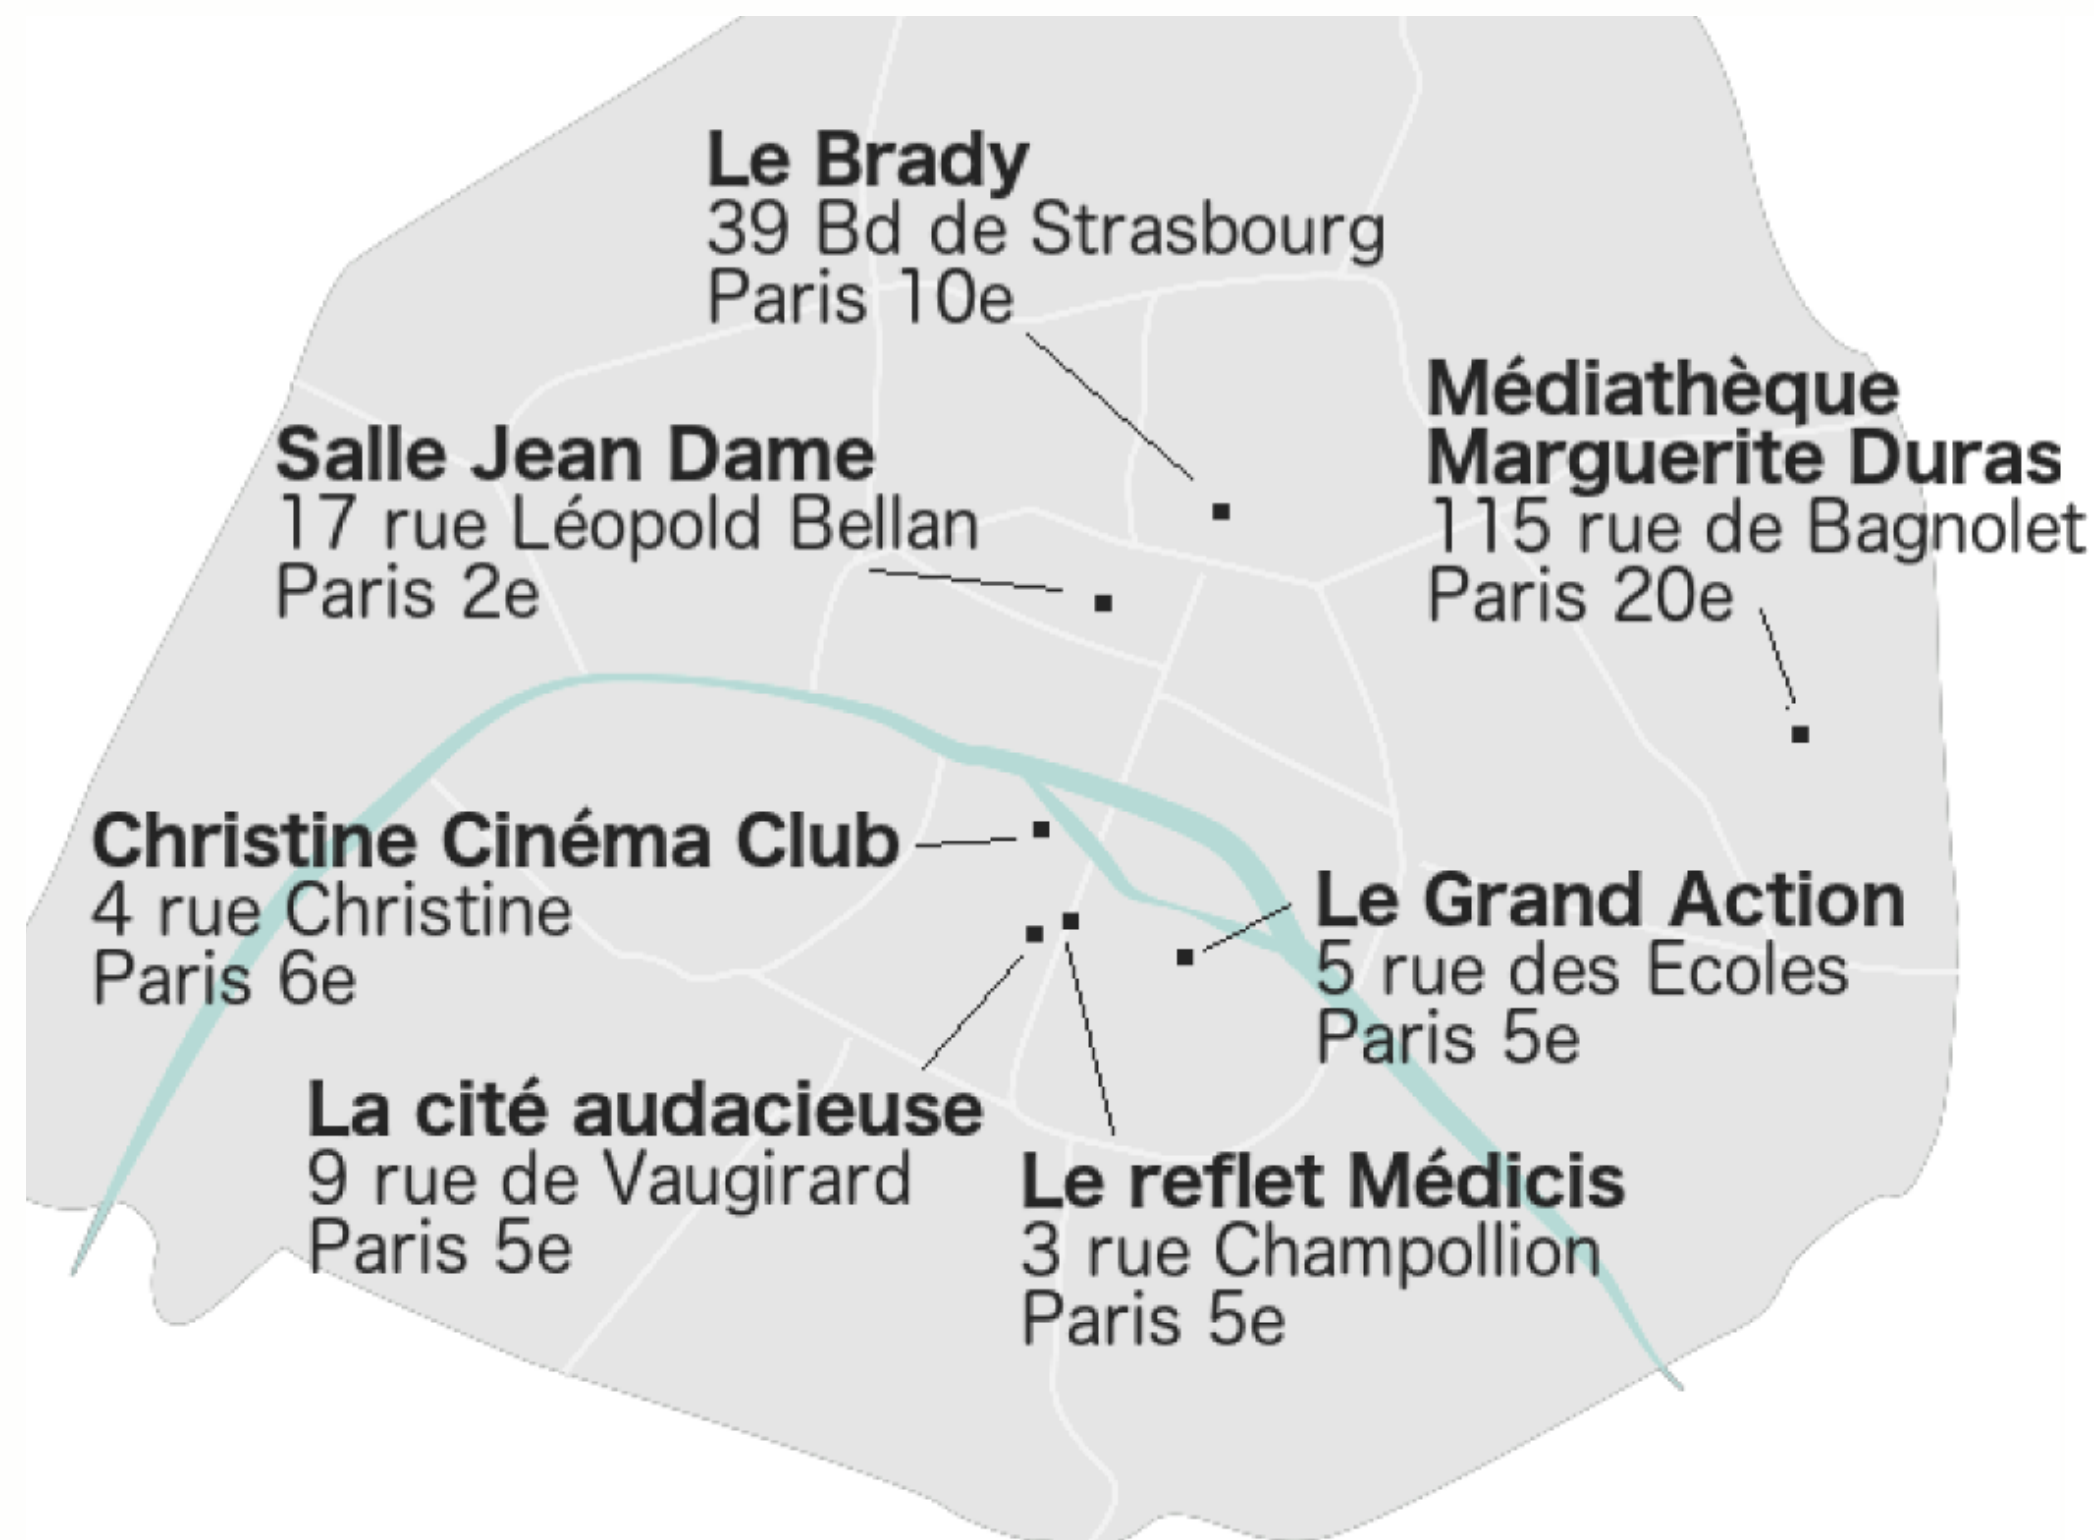 Le Brady
39 Bd de Strasbourg
Paris 10e
Médiathèque
Marguerite Duras
115 rue de Bagnolet
Paris 20e
Salle Jean Dame
17 rue Léopold Bellan
Paris 2e
Christine Cinéma Club
4 rue Christine
Paris 6e
Le Grand Action
5 rue des Ecoles
Paris 5e
La cité audacieuse
9 rue de Vaugirard
Paris 5e
Le reflet Médicis
3 rue Champollion
Paris 5e